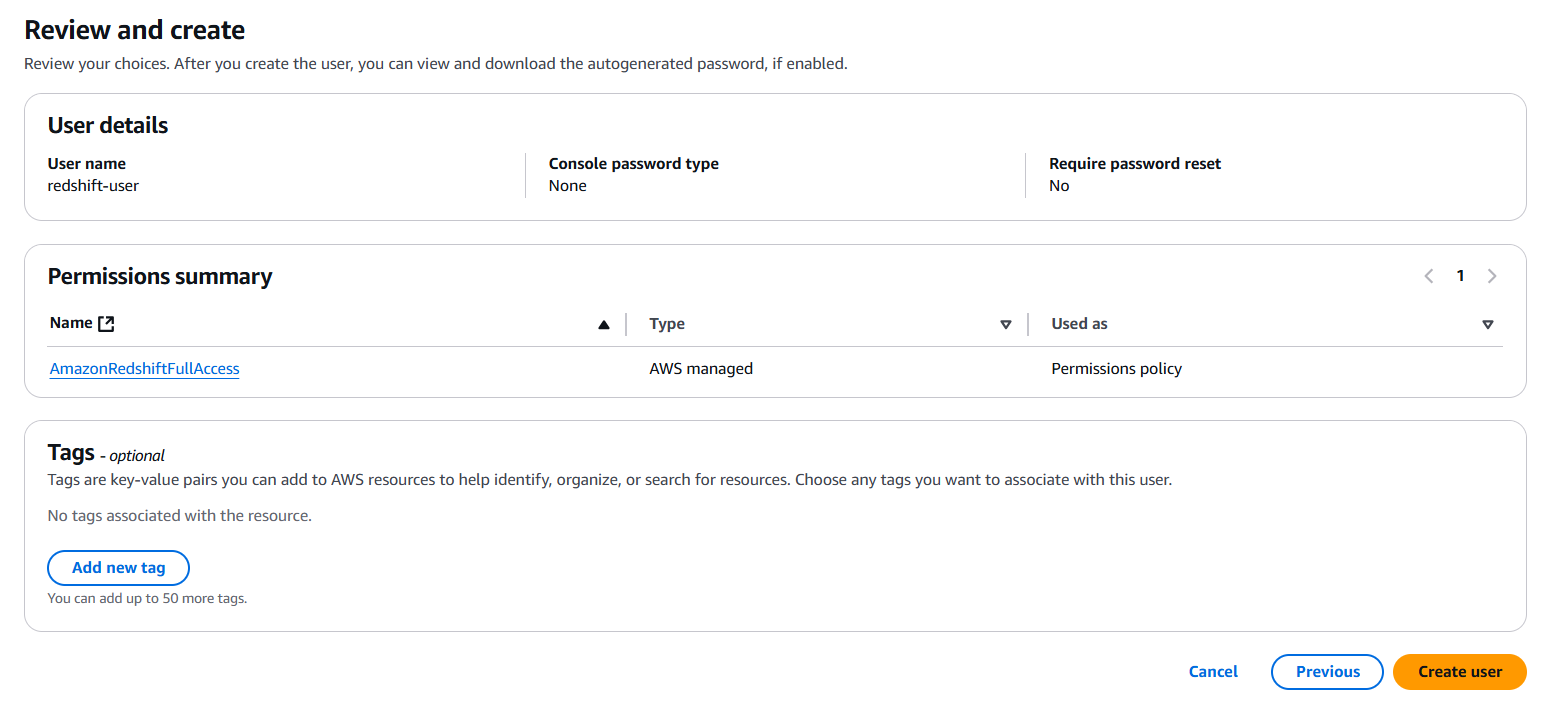 Review and create
Review your choices. After you create the user, you can view and download the autogenerated password, if enabled.
User details
User name
redshift-user
Console password type
None
Require password reset
No
Permissions summary
1
Name
Type
Used as
AmazonRedshiftFullAccess
AWS managed
Permissions policy
Tags - optional
Tags are key-value pairs you can add to AWS resources to help identify, organize, or search for resources. Choose any tags you want to associate with this user.
No tags associated with the resource.
Add new tag
You can add up to 50 more tags.
Cancel
Previous
Create user